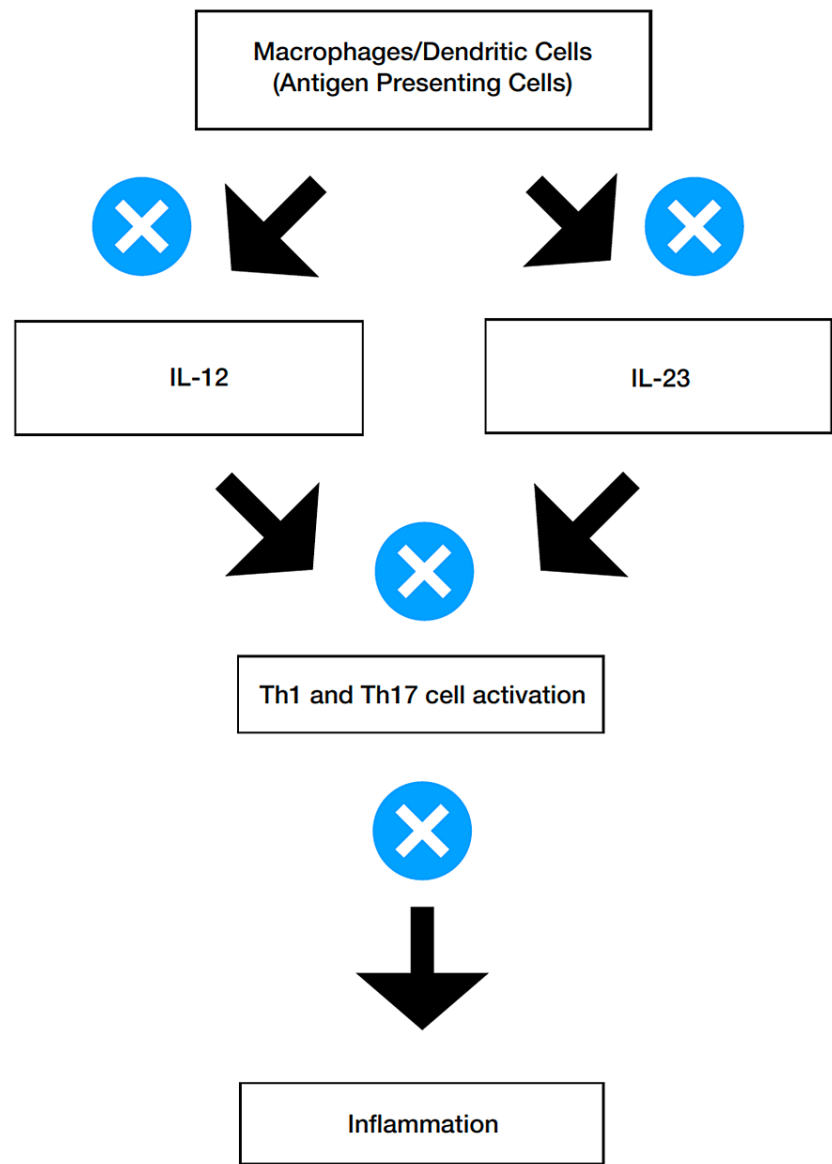 Macrophages/Dendritic Cells
(Antigen Presenting Cells)
IL-12
IL-23
Th1 and Th17 cell activation
Inflammation